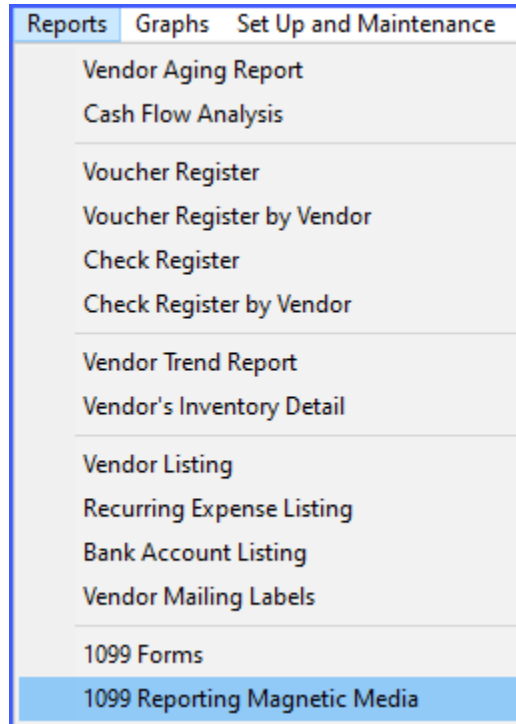 Reports Graphs Set Up and Maintenance
Vendor Aging Report
Cash Flow Analysis
Voucher Register
Voucher Register by Vendor
Check Register
Check Register by Vendor
Vendor Trend Report
Vendor's Inventory Detail
Vendor Listing
Recurring Expense Listing
Bank Account Listing
Vendor Mailing Labels
1099 Forms
1099 Reporting Magnetic Media